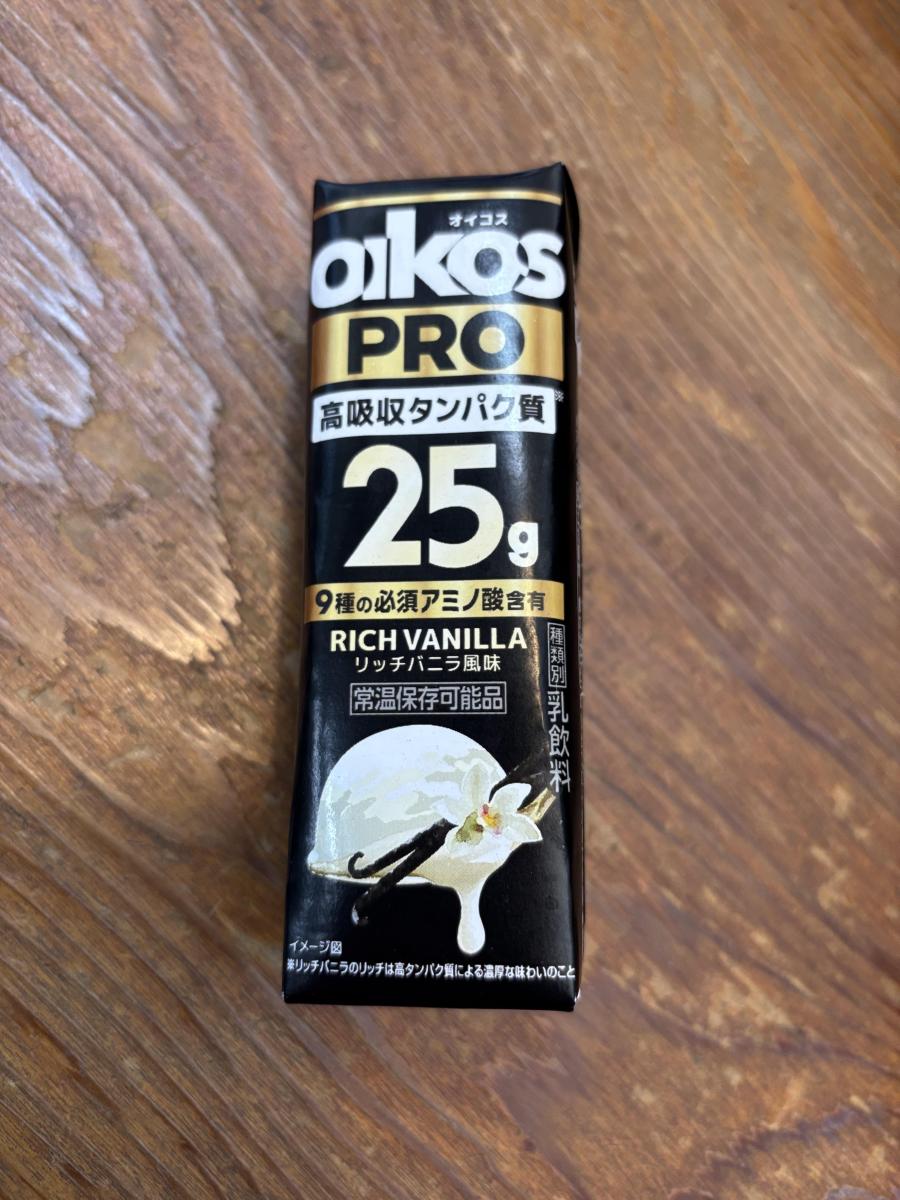 オイコス
oikos
PRO
高吸収タンパク質※
25g
9種の必須アミノ酸含有
RICH VANILLA
リッチバニラ風味
常温保存可能品
種類別 乳飲料
イメージ図
※リッチバニラのリッチは高タンパク質による濃厚な味わいのこと